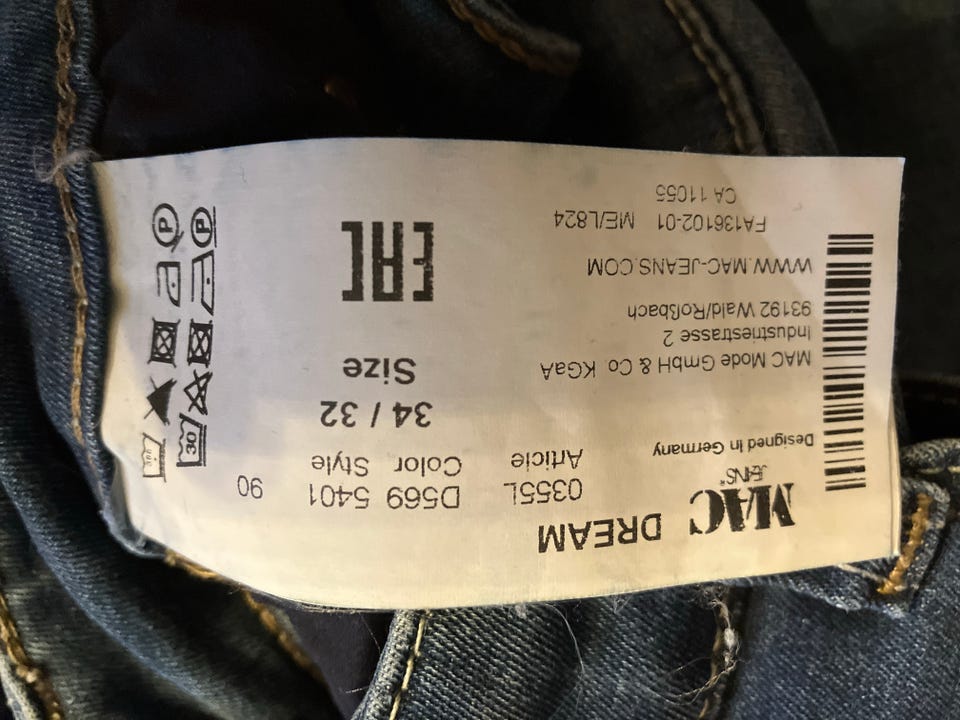 MAC DREAM
JEANS
Designed in Germany
0355L D569 5401 90
Article Color Style
34 / 32
Size
MAC Mode GmbH & Co KGaA
Industriestrasse 2
93192 Wald/Roßbach
WWW.MAC-JEANS.COM
FA136102-01 ME/L824
CA 11055
EAC
30
P
P